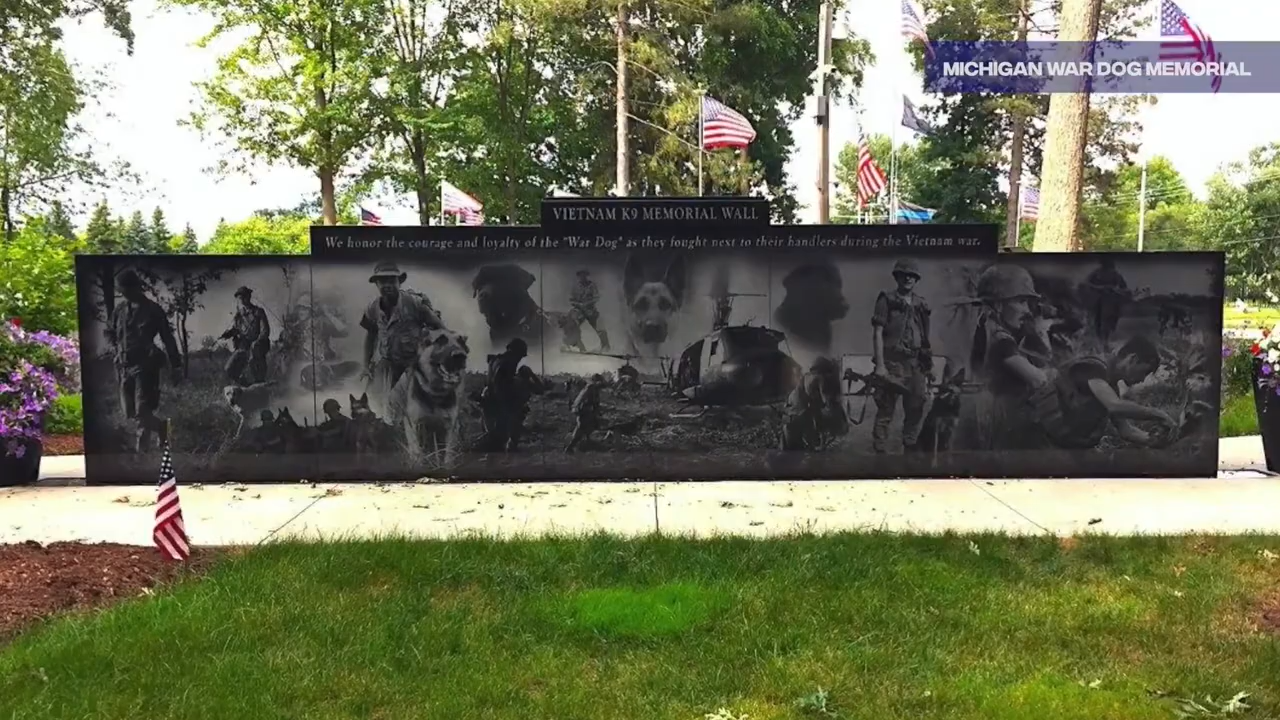 MICHIGAN WAR DOG MEMORIAL
VIETNAM K9 MEMORIAL WALL
We honor the courage and loyalty of the "War Dog" as they fought next to their handlers during the Vietnam war.